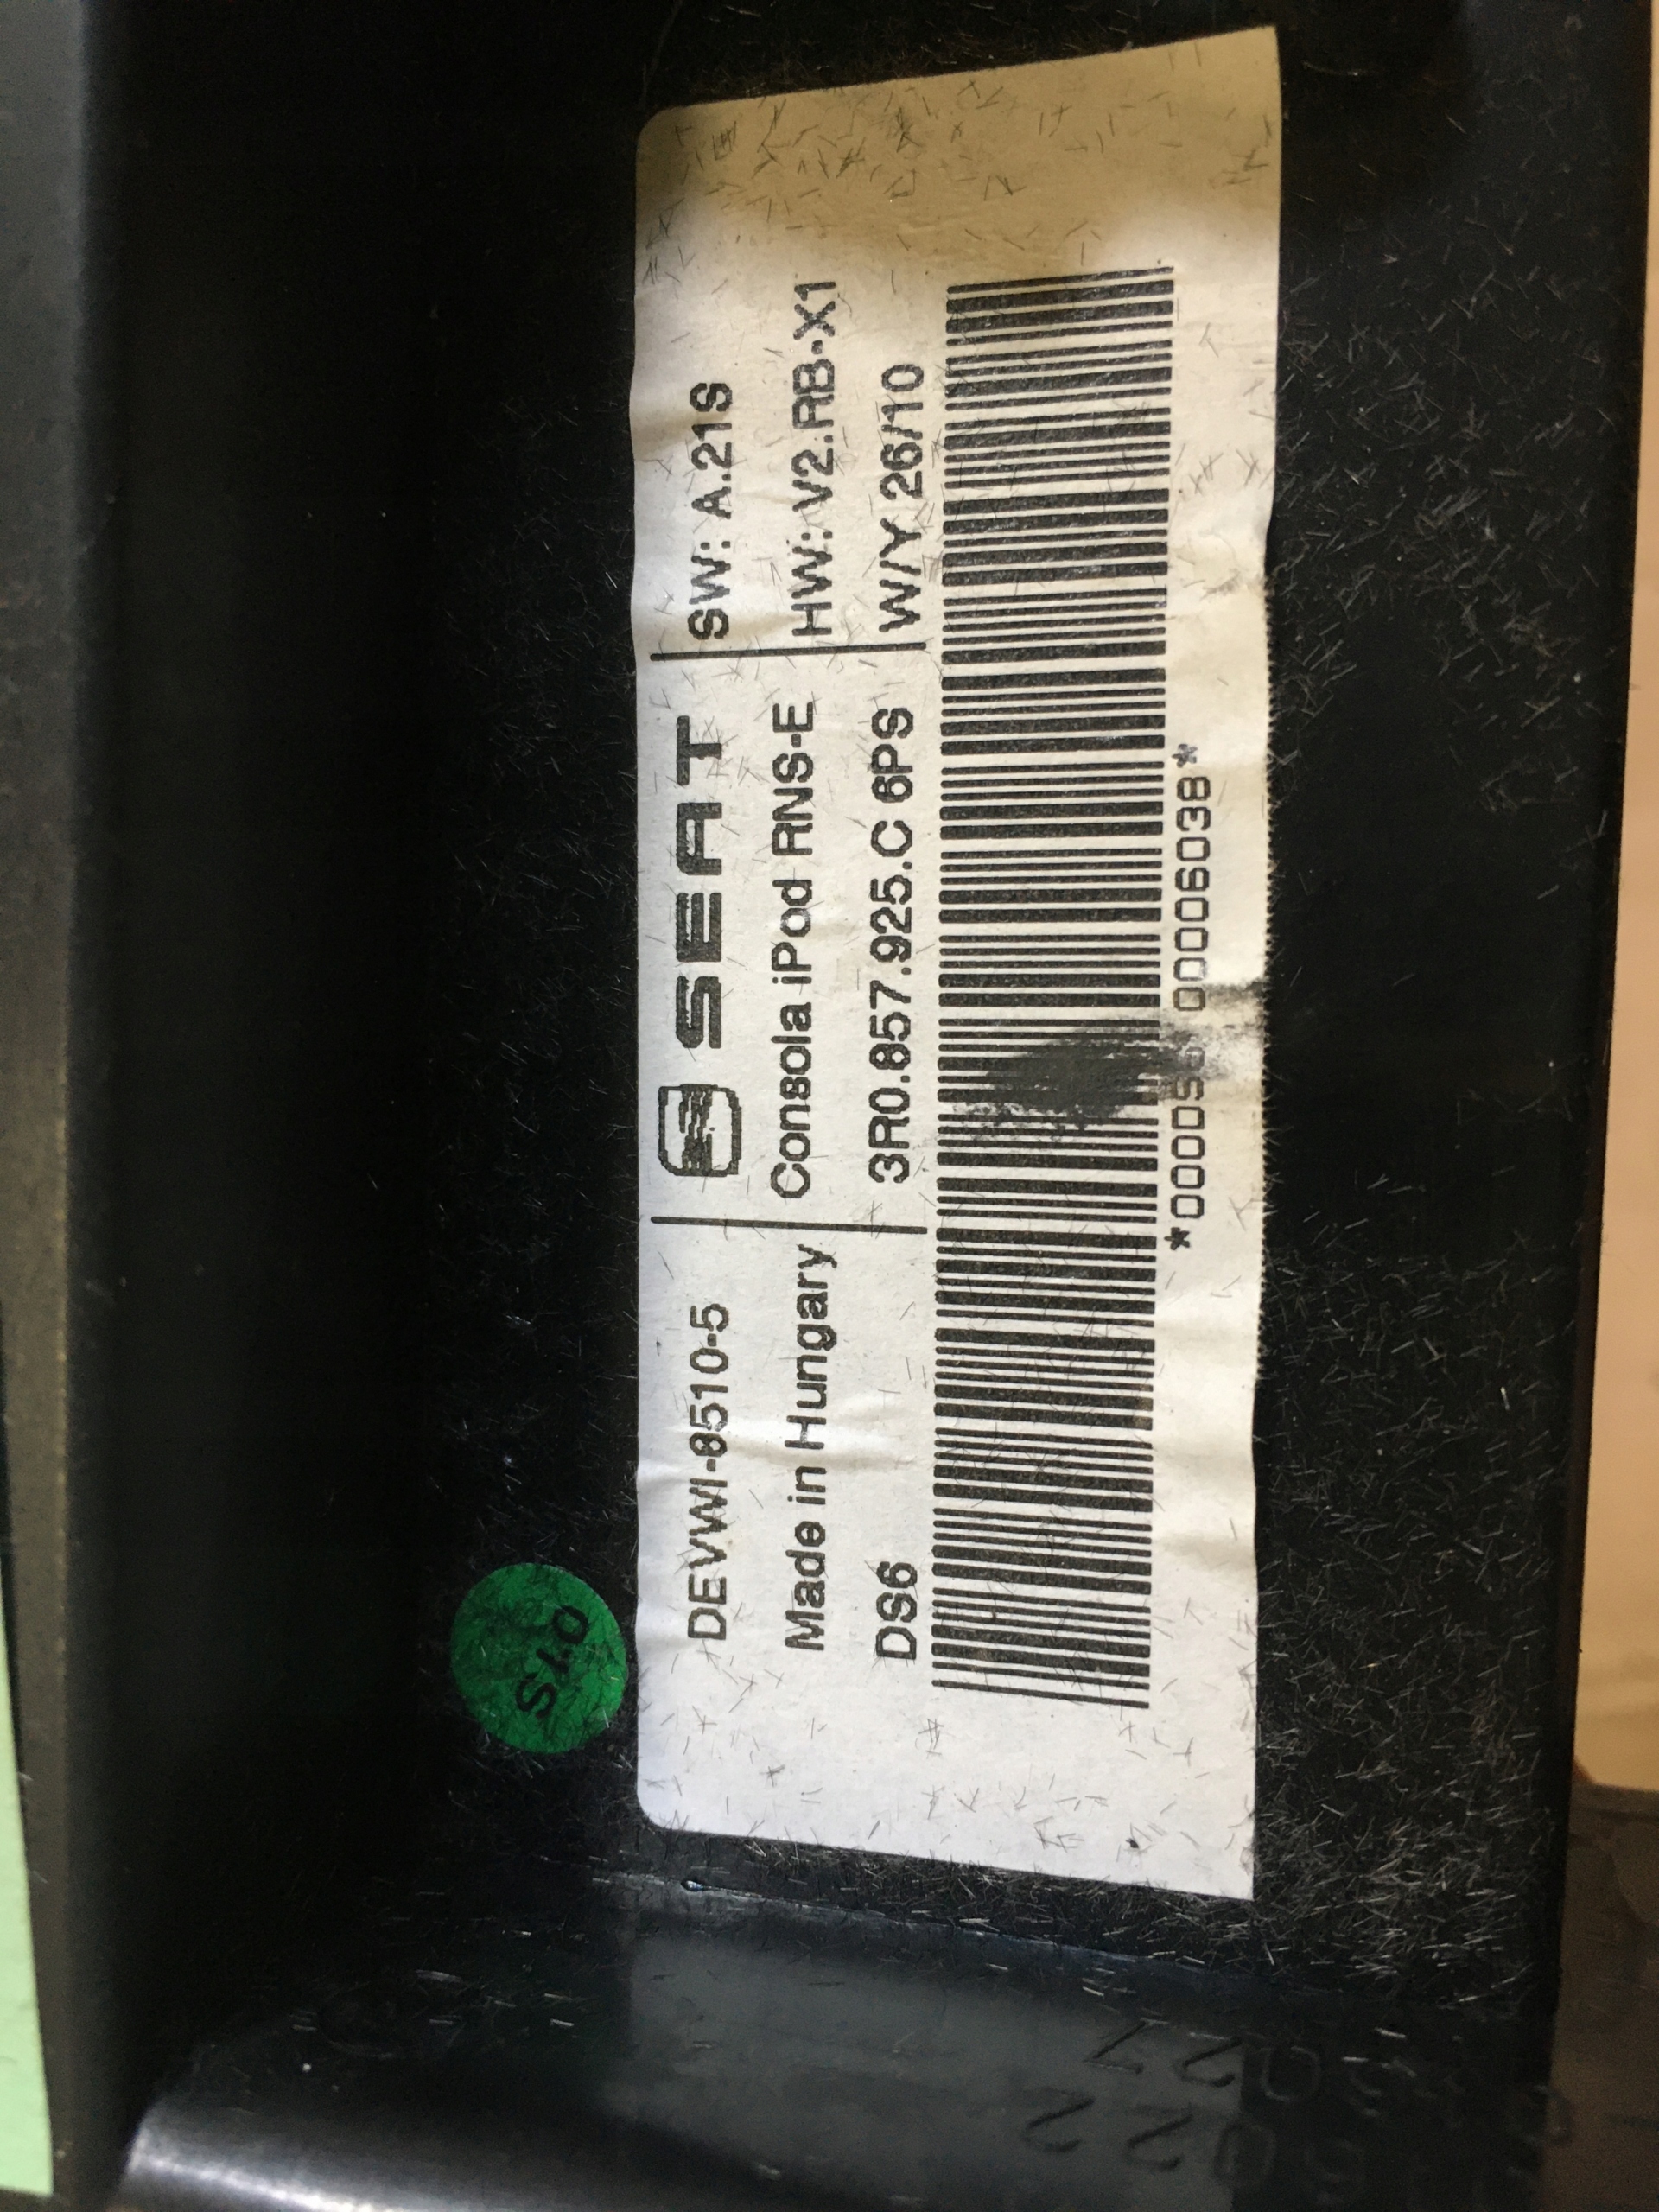 DEVWI-8510-5
Made in Hungary
DS6
SEAT
Consola iPod RNS-E
3R0.857.925.C 6PS
SW: A.21S
HW: V2.RB-X1
W/Y 26/10